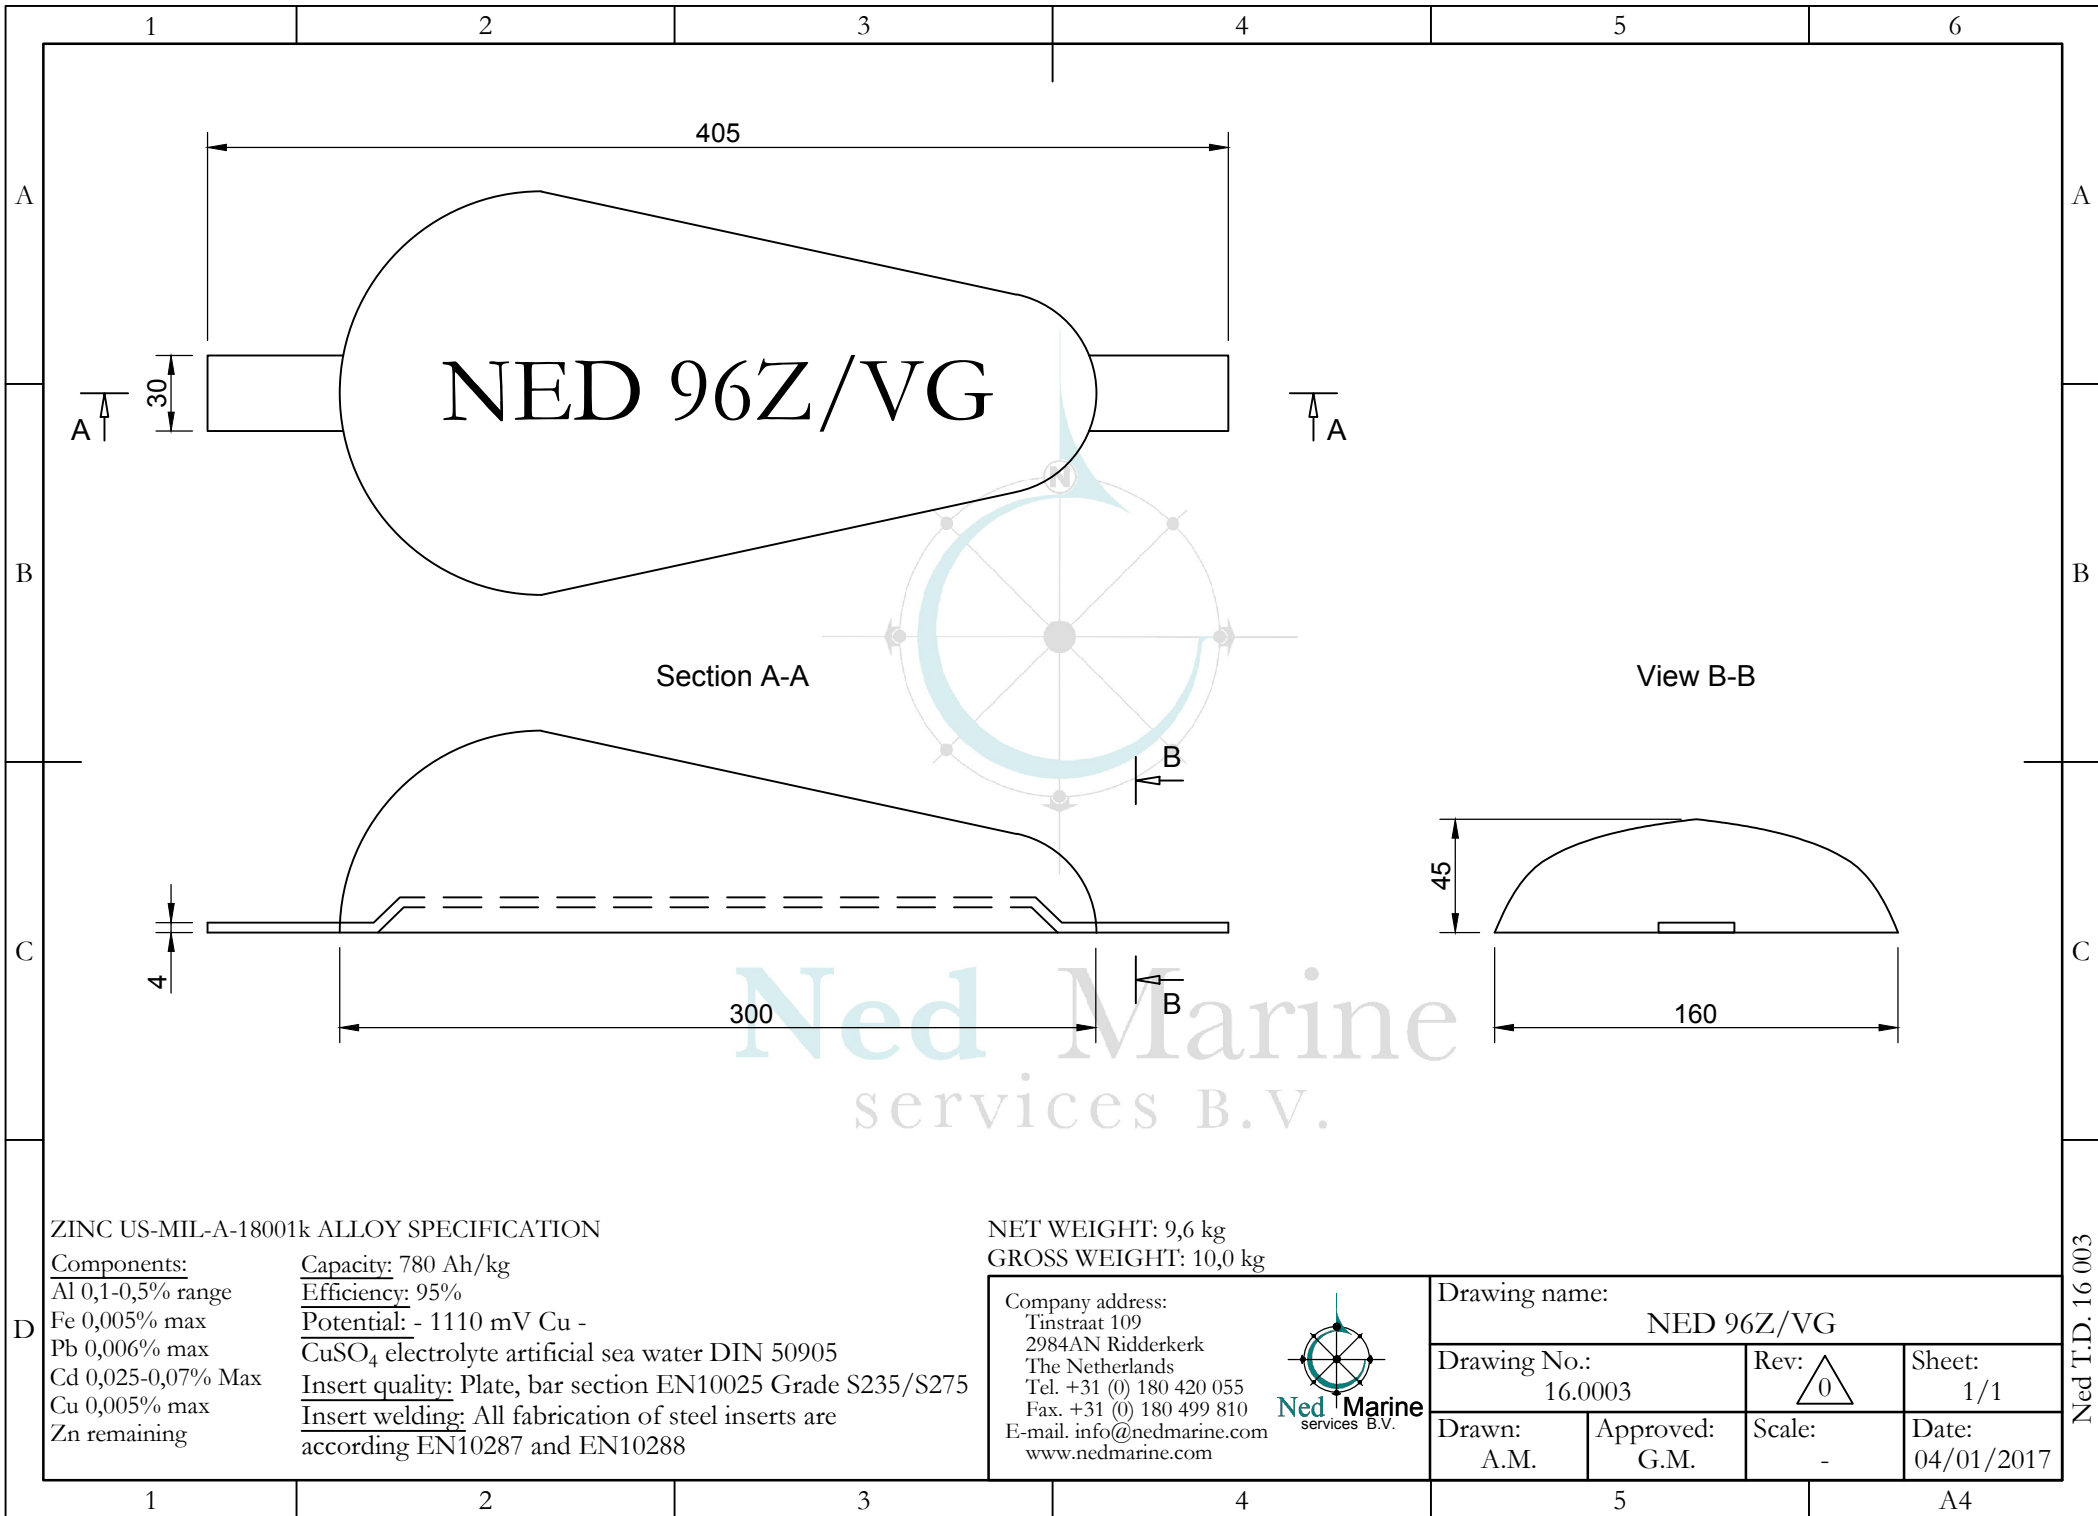 1 2 3 4 5 6
405
A A
NED 96Z/VG
30
A A
N
B B
Section A-A
View B-B
B
45
C C
4
B
300
160
Ned Marine
services B.V.
ZINC US-MIL-A-18001k ALLOY SPECIFICATION
Components:
Al 0,1-0,5% range
Fe 0,005% max
Pb 0,006% max
Cd 0,025-0,07% Max
Cu 0,005% max
Zn remaining
Capacity: 780 Ah/kg
Efficiency: 95%
Potential: - 1110 mV Cu -
CuSO₄ electrolyte artificial sea water DIN 50905
Insert quality: Plate, bar section EN10025 Grade S235/S275
Insert welding: All fabrication of steel inserts are
according EN10287 and EN10288
NET WEIGHT: 9,6 kg
GROSS WEIGHT: 10,0 kg
Company address:
Tinstraat 109
2984AN Ridderkerk
The Netherlands
Tel. +31 (0) 180 420 055
Fax. +31 (0) 180 499 810
E-mail. info@nedmarine.com
www.nedmarine.com
Ned Marine
services B.V.
Drawing name:
NED 96Z/VG
Drawing No.:
16.0003
Rev:
0
Sheet:
1/1
Drawn:
A.M.
Approved:
G.M.
Scale:
-
Date:
04/01/2017
D
Ned T.D. 16 003
1 2 3 4 5 A4